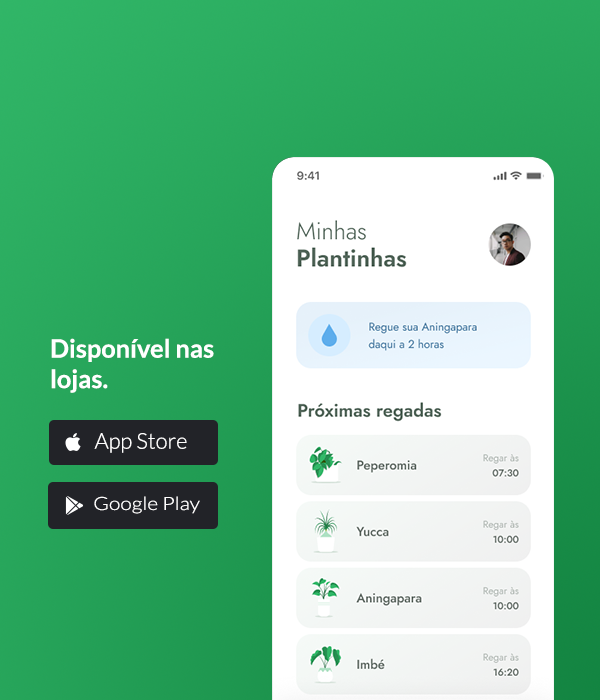 Disponível nas
lojas.
App Store
Google Play
9:41
Minhas
Plantinhas
Regue sua Aningapara
daqui a 2 horas
Próximas regadas
Peperomia
Regar às
07:30
Yucca
Regar às
10:00
Aningapara
Regar às
10:00
Imbé
Regar às
16:20